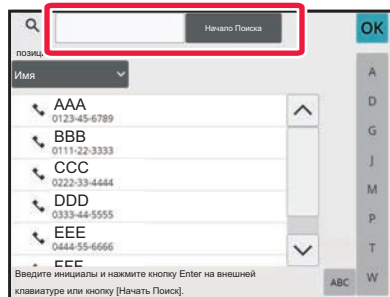 Начало Поиска
OK
позиц
Имя
AAA
0123-45-6789
BBB
0111-22-3333
CCC
0222-33-4444
DDD
0333-44-5555
EEE
0444-55-6666
EEE
Введите инициалы и нажмите кнопку Enter на внешней
клавиатуре или кнопку [Начать Поиск].
A
D
G
J
M
P
T
W
ABC